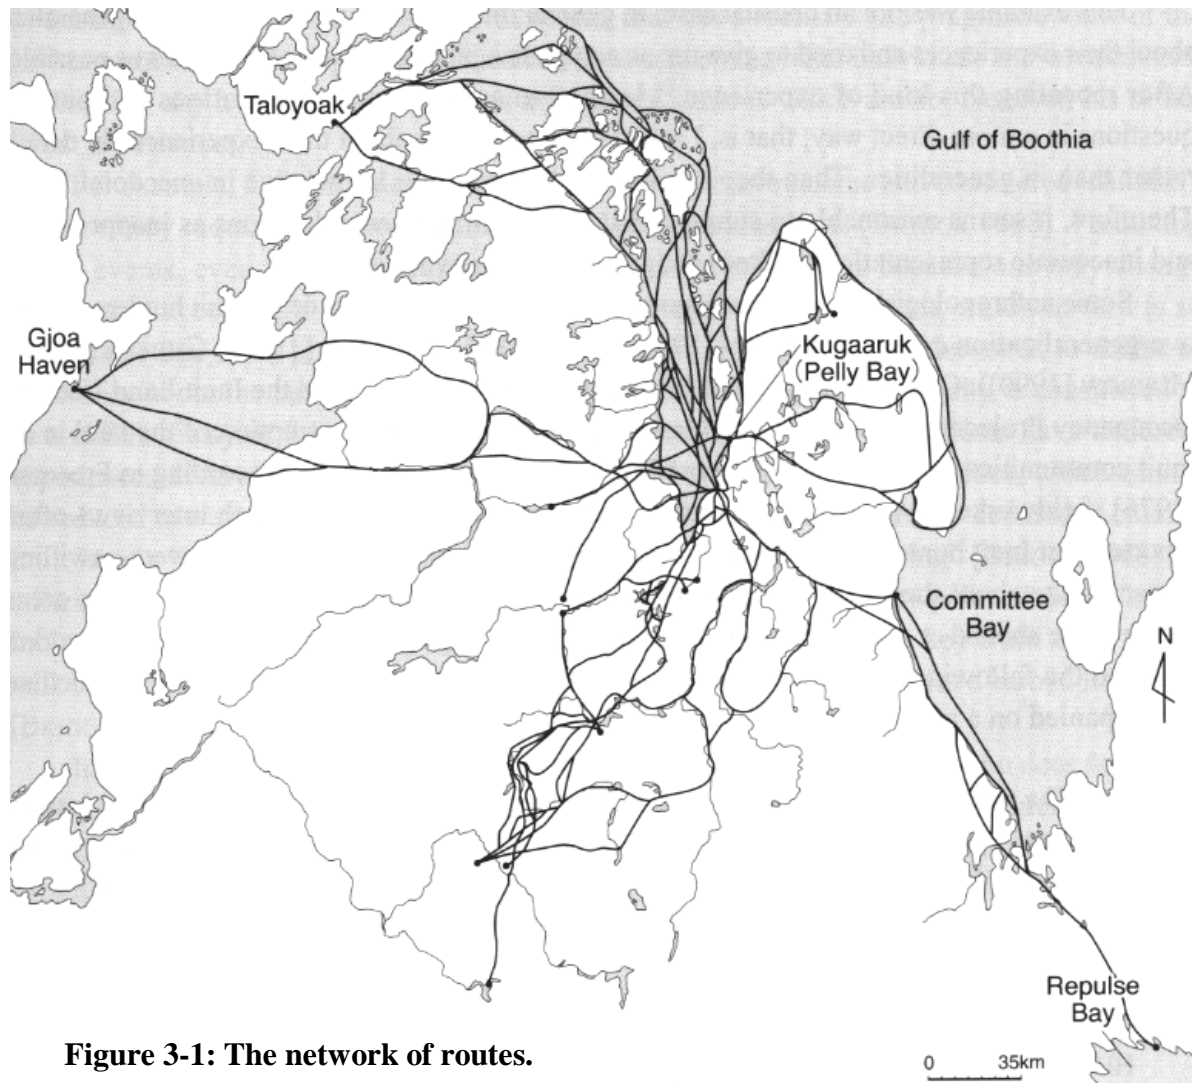 Taloyoak
Gulf of Boothia
Gjoa
Haven
Kugaaruk
(Pelly Bay)
Committee
Bay
N
Repulse
Bay
Figure 3-1: The network of routes.
0 35km